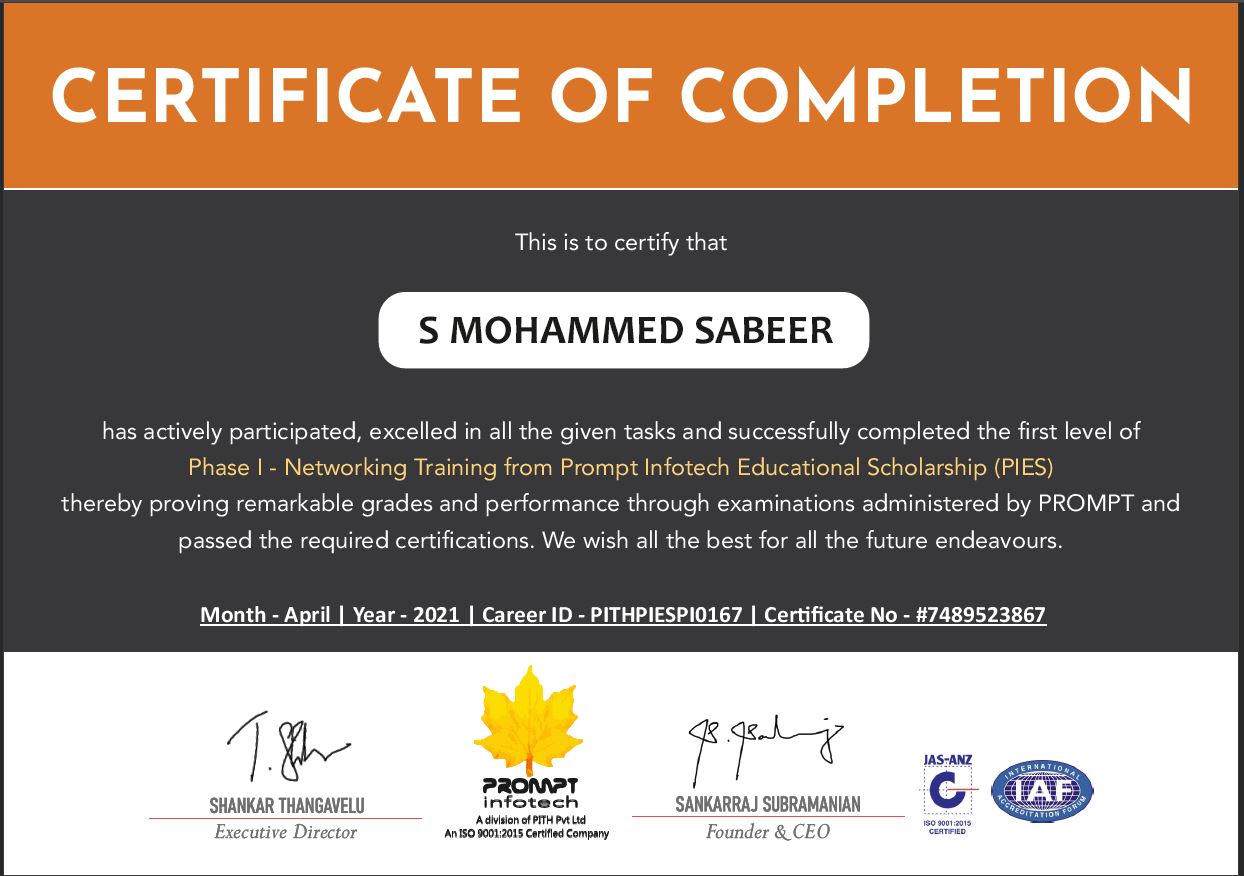 CERTIFICATE OF COMPLETION
This is to certify that
S MOHAMMED SABEER
has actively participated, excelled in all the given tasks and successfully completed the first level of
Phase I - Networking Training from Prompt Infotech Educational Scholarship (PIES)
thereby proving remarkable grades and performance through examinations administered by PROMPT and
passed the required certifications. We wish all the best for all the future endeavours.
Month - April | Year - 2021 | Career ID - PITHPIESPI0167 | Certificate No - #7489523867
SHANKAR THANGAVELU
Executive Director
PROMPT
infotech
A division of PITH Pvt Ltd
An ISO 9001:2015 Certified Company
SANKARRAJ SUBRAMANIAN
Founder & CEO
JAS-ANZ
C
ISO 9001:2015
CERTIFIED
INTERNATIONAL
IAF
ACCREDITATION FORUM